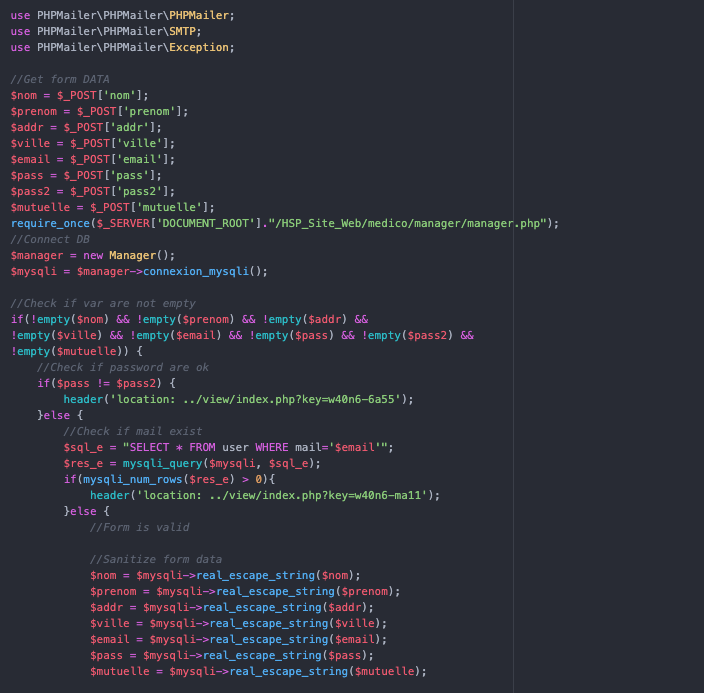 use PHPMailer\PHPMailer\PHPMailer;
use PHPMailer\PHPMailer\SMTP;
use PHPMailer\PHPMailer\Exception;

//Get form DATA
$nom = $_POST['nom'];
$prenom = $_POST['prenom'];
$addr = $_POST['addr'];
$ville = $_POST['ville'];
$email = $_POST['email'];
$pass = $_POST['pass'];
$pass2 = $_POST['pass2'];
$mutuelle = $_POST['mutuelle'];
require_once($_SERVER['DOCUMENT_ROOT']."/HSP_Site_Web/medico/manager/manager.php");
//Connect DB
$manager = new Manager();
$mysqli = $manager->connexion_mysqli();

//Check if var are not empty
if(!empty($nom) && !empty($prenom) && !empty($addr) &&
!empty($ville) && !empty($email) && !empty($pass) && !empty($pass2) &&
!empty($mutuelle)) {
    //Check if password are ok
    if($pass != $pass2) {
        header('location: ../view/index.php?key=w40n6-6a55');
    }else {
        //Check if mail exist
        $sql_e = "SELECT * FROM user WHERE mail='$email'";
        $res_e = mysqli_query($mysqli, $sql_e);
        if(mysqli_num_rows($res_e) > 0){
            header('location: ../view/index.php?key=w40n6-ma11');
        }else {
            //Form is valid

            //Sanitize form data
            $nom = $mysqli->real_escape_string($nom);
            $prenom = $mysqli->real_escape_string($prenom);
            $addr = $mysqli->real_escape_string($addr);
            $ville = $mysqli->real_escape_string($ville);
            $email = $mysqli->real_escape_string($email);
            $pass = $mysqli->real_escape_string($pass);
            $mutuelle = $mysqli->real_escape_string($mutuelle);